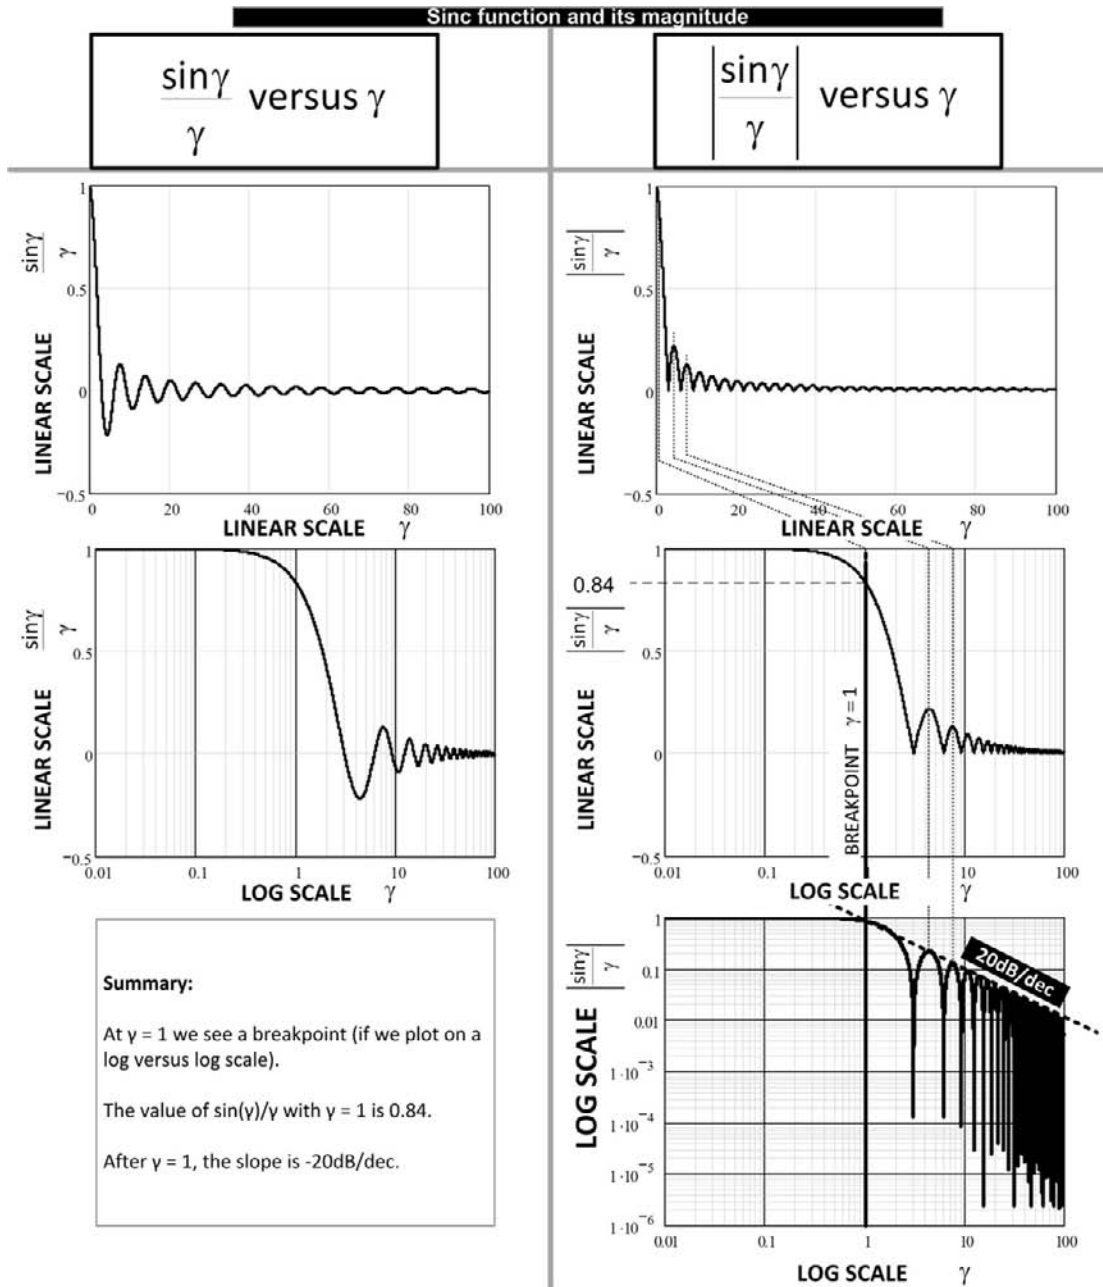 Sinc function and its magnitude
sinγ
γ
versus γ
|sinγ
γ|
versus γ
1
0.5
0
−0.5
sinγ
γ
LINEAR SCALE
0 20 40 60 80 100
LINEAR SCALE γ
1
0.5
0
−0.5
|sinγ
γ|
LINEAR SCALE
0 20 40 60 80 100
LINEAR SCALE γ
1
0.5
0
−0.5
sinγ
γ
LINEAR SCALE
0.01 0.1 1 10 100
LOG SCALE γ
1
0.84
0.5
0
−0.5
|sinγ
γ|
LINEAR SCALE
BREAKPOINT γ = 1
0.01 0.1 1 10 100
LOG SCALE γ
Summary:
At γ = 1 we see a breakpoint (if we plot on a
log versus log scale).
The value of sin(γ)/γ with γ = 1 is 0.84.
After γ = 1, the slope is -20dB/dec.
1
0.1
0.01
1·10⁻³
1·10⁻⁴
1·10⁻⁵
1·10⁻⁶
|sinγ
γ|
LOG SCALE
20dB/dec
0.01 0.1 1 10 100
LOG SCALE γ